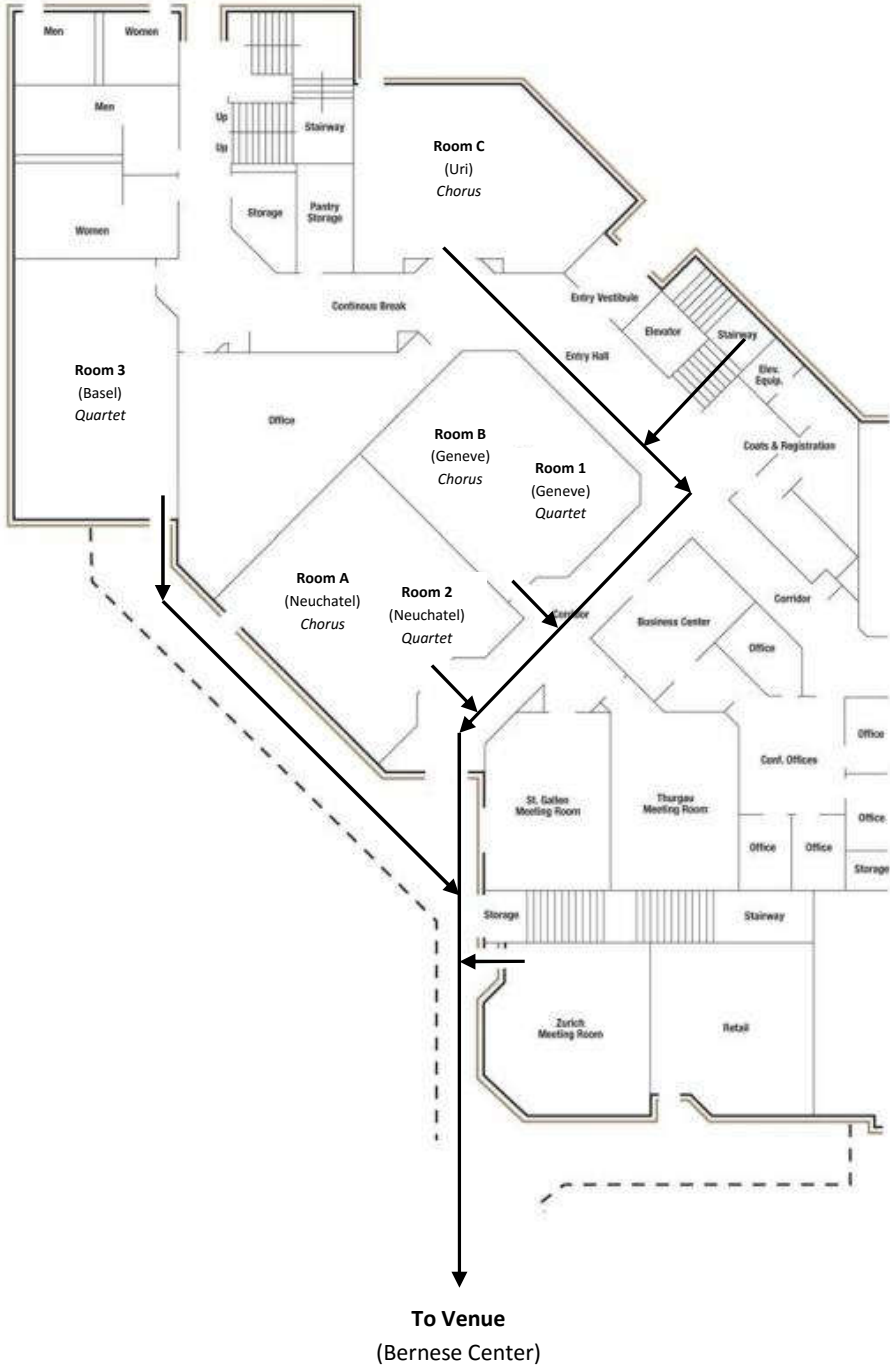 Men
Women
Men
Up
Up
Stairway
Women
Storage
Pantry
Storage
Room C
(Uri)
Chorus
Continous Break
Entry Vestibule
Elevator
Stairway
Entry Hall
Elev.
Equip.
Room 3
(Basel)
Quartet
Office
Room B
(Geneve)
Chorus
Room 1
(Geneve)
Quartet
Coats & Registration
Room A
(Neuchatel)
Chorus
Room 2
(Neuchatel)
Quartet
Corridor
Business Center
Corridor
Office
Office
Conf. Offices
St. Gallen
Meeting Room
Thurgau
Meeting Room
Office
Office
Office
Storage
Storage
Stairway
Zurich
Meeting Room
Retail
To Venue
(Bernese Center)